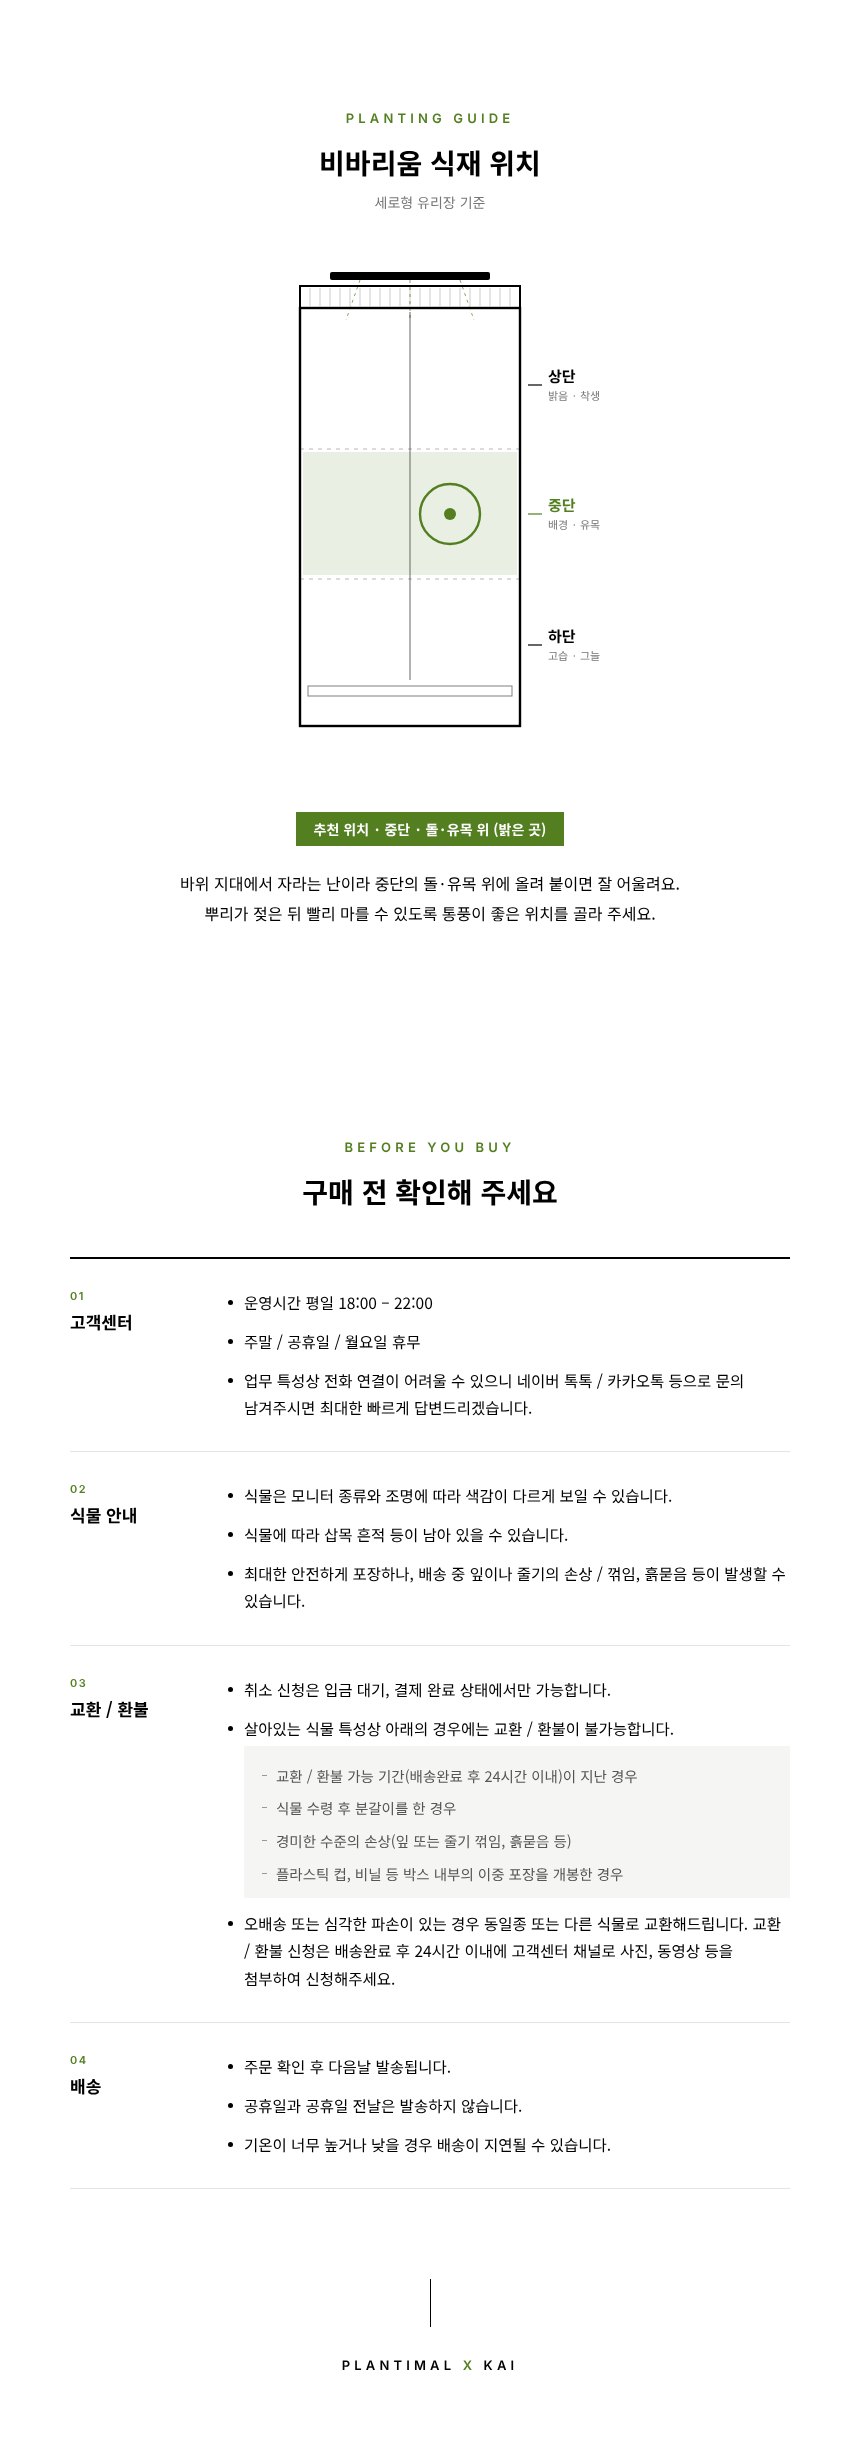 PLANTING GUIDE
비바리움 식재 위치
세로형 유리장 기준
상단
밝음 · 착생
중단
배경 · 유목
하단
고습 · 그늘
추천 위치 · 중단 · 돌·유목 위 (밝은 곳)
바위 지대에서 자라는 난이라 중단의 돌·유목 위에 올려 붙이면 잘 어울려요.
뿌리가 젖은 뒤 빨리 마를 수 있도록 통풍이 좋은 위치를 골라 주세요.
BEFORE YOU BUY
구매 전 확인해 주세요
01
고객센터
• 운영시간 평일 18:00 – 22:00
• 주말 / 공휴일 / 월요일 휴무
• 업무 특성상 전화 연결이 어려울 수 있으니 네이버 톡톡 / 카카오톡 등으로 문의
남겨주시면 최대한 빠르게 답변드리겠습니다.
02
식물 안내
• 식물은 모니터 종류와 조명에 따라 색감이 다르게 보일 수 있습니다.
• 식물에 따라 삽목 흔적 등이 남아 있을 수 있습니다.
• 최대한 안전하게 포장하나, 배송 중 잎이나 줄기의 손상 / 꺾임, 흙묻음 등이 발생할 수
있습니다.
03
교환 / 환불
• 취소 신청은 입금 대기, 결제 완료 상태에서만 가능합니다.
• 살아있는 식물 특성상 아래의 경우에는 교환 / 환불이 불가능합니다.
– 교환 / 환불 가능 기간(배송완료 후 24시간 이내)이 지난 경우
– 식물 수령 후 분갈이를 한 경우
– 경미한 수준의 손상(잎 또는 줄기 꺾임, 흙묻음 등)
– 플라스틱 컵, 비닐 등 박스 내부의 이중 포장을 개봉한 경우
• 오배송 또는 심각한 파손이 있는 경우 동일종 또는 다른 식물로 교환해드립니다. 교환
/ 환불 신청은 배송완료 후 24시간 이내에 고객센터 채널로 사진, 동영상 등을
첨부하여 신청해주세요.
04
배송
• 주문 확인 후 다음날 발송됩니다.
• 공휴일과 공휴일 전날은 발송하지 않습니다.
• 기온이 너무 높거나 낮을 경우 배송이 지연될 수 있습니다.
PLANTIMAL X KAI